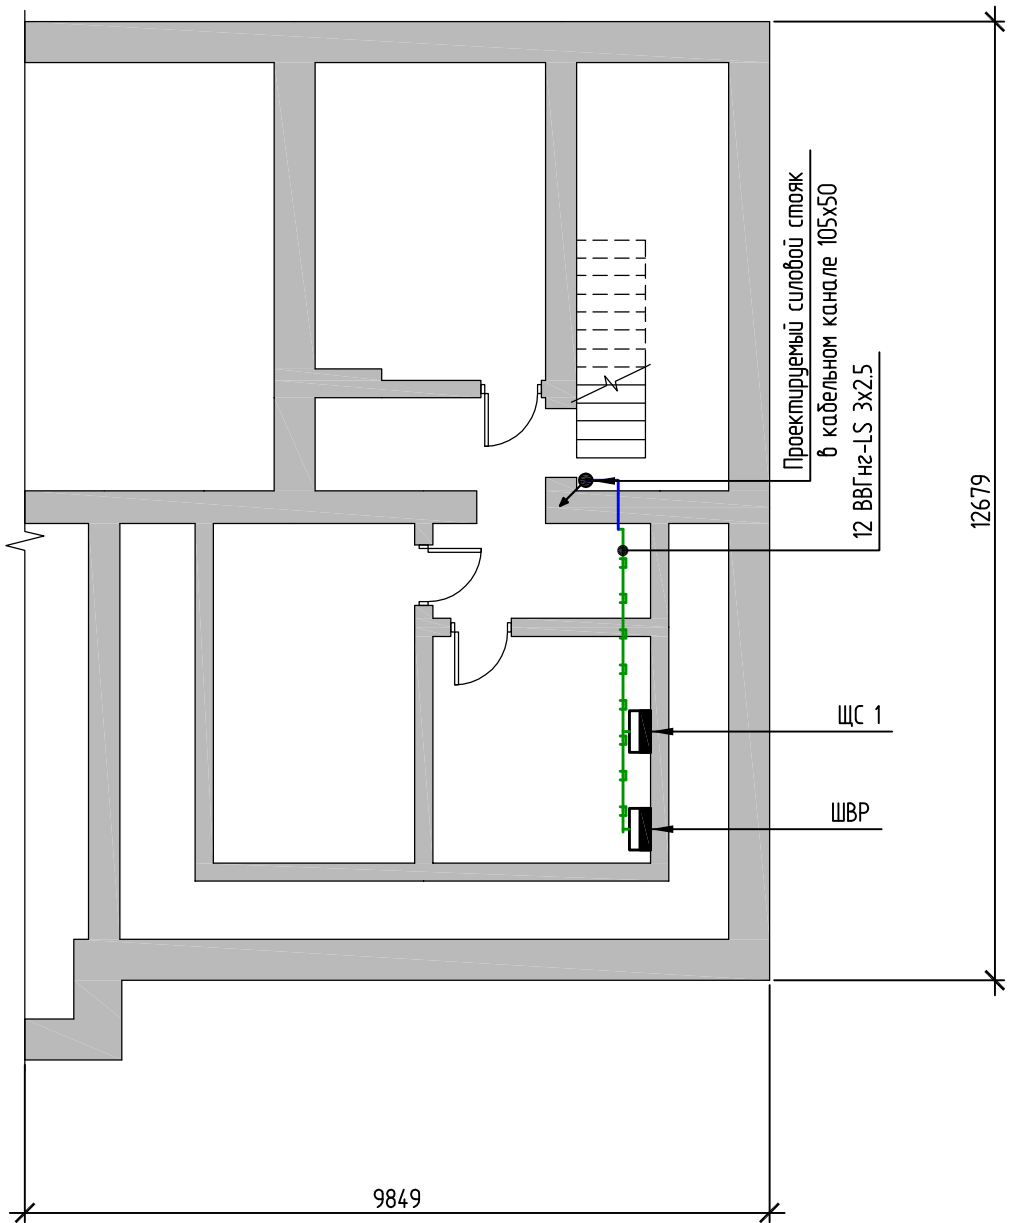 Проектируемый силовой стояк
в кабельном канале 105х50
12 ВВГнг-LS 3х2.5
12679
ЩС 1
ШВР
9849